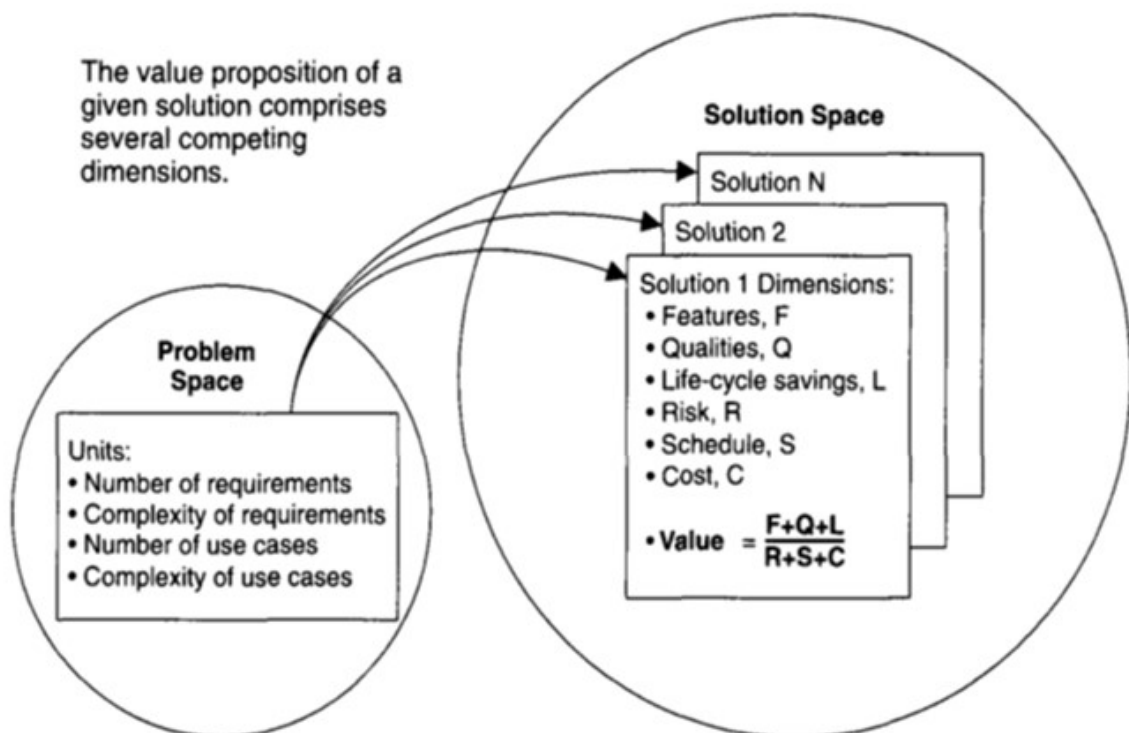 The value proposition of a
given solution comprises
several competing
dimensions.
Solution Space
Solution N
Solution 2
Solution 1 Dimensions:
• Features, F
• Qualities, Q
• Life-cycle savings, L
• Risk, R
• Schedule, S
• Cost, C
• Value = F+Q+L
R+S+C
Problem
Space
Units:
• Number of requirements
• Complexity of requirements
• Number of use cases
• Complexity of use cases